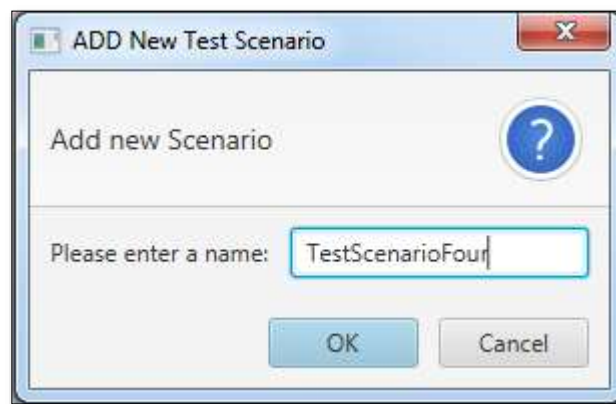 ADD New Test Scenario
Add new Scenario
?
Please enter a name: TestScenarioFour
OK Cancel